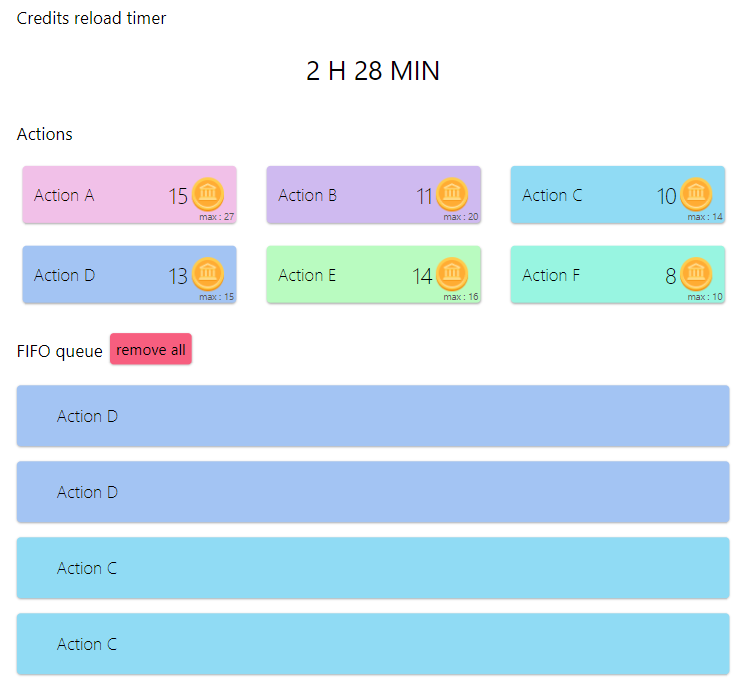 Credits reload timer
2 H 28 MIN
Actions
Action A 15 max : 27
Action B 11 max : 20
Action C 10 max : 14
Action D 13 max : 15
Action E 14 max : 16
Action F 8 max : 10
FIFO queue remove all
Action D
Action D
Action C
Action C